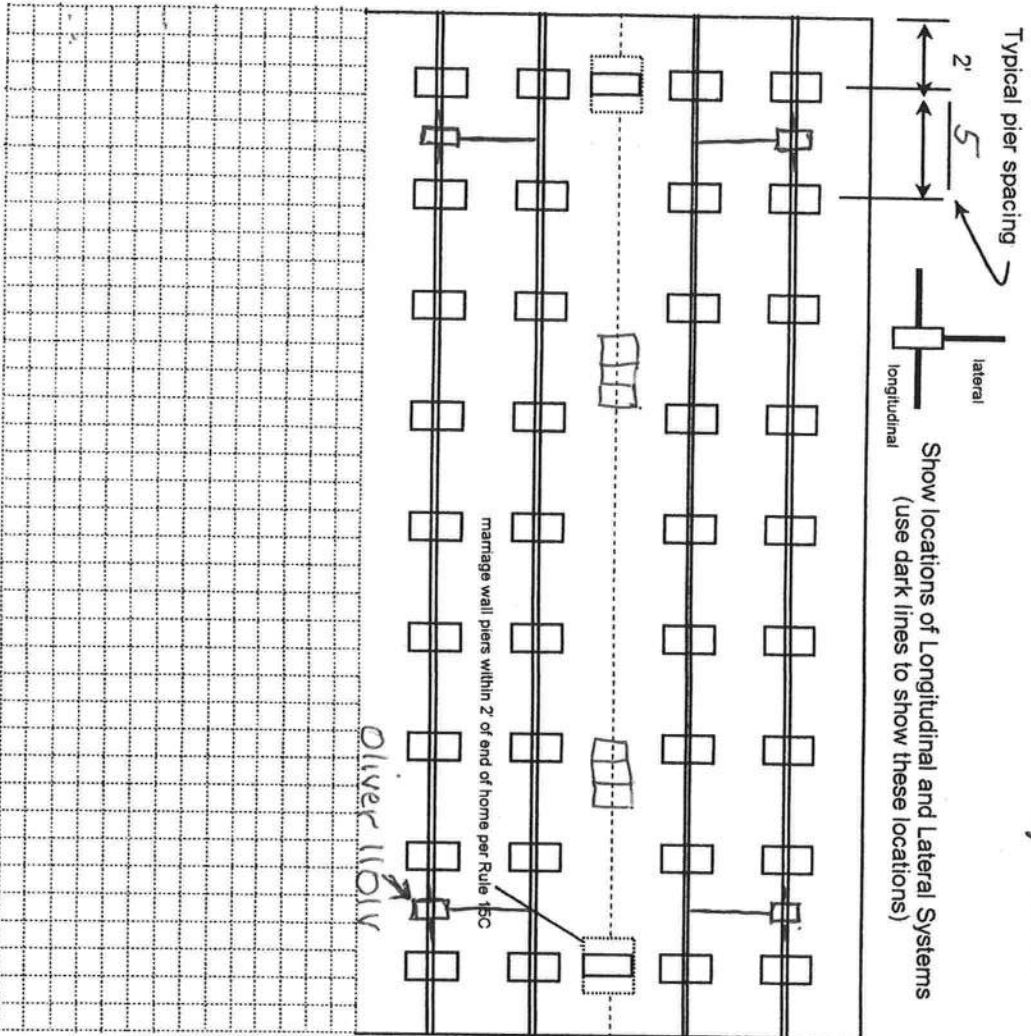 Typical pier spacing
2'
5
lateral
longitudinal
Show locations of Longitudinal and Lateral Systems
(use dark lines to show these locations)
marriage wall piers within 2' of end of home per Rule 15C
Oliver 1101V